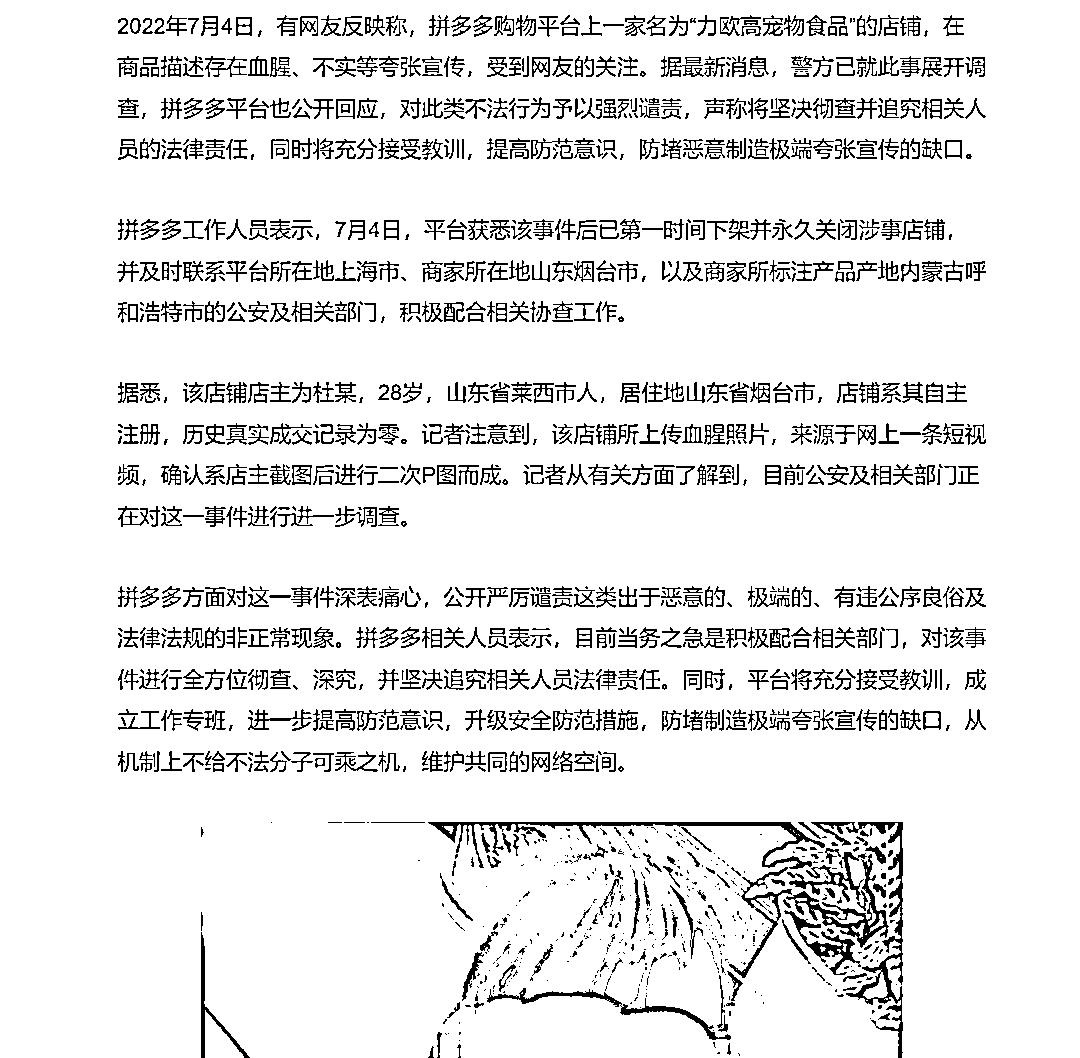 2022年7月4日，有网友反映称，拼多多购物平台上一家名为“力欧高宠物食品”的店铺，在
商品描述存在血腥、不实等夸张宣传，受到网友的关注。据最新消息，警方已就此事展开调
查，拼多多平台也公开回应，对此类不法行为予以强烈谴责，声称将坚决彻查并追究相关人
员的法律责任，同时将充分接受教训，提高防范意识，防堵恶意制造极端夸张宣传的缺口。
拼多多工作人员表示，7月4日，平台获悉该事件后已第一时间下架并永久关闭涉事店铺，
并及时联系平台所在地上海市、商家所在地山东烟台市，以及商家所标注产品产地内蒙古呼
和浩特市的公安及相关部门，积极配合相关协查工作。
据悉，该店铺店主为杜某，28岁，山东省莱西市人，居住地山东省烟台市，店铺系其自主
注册，历史真实成交记录为零。记者注意到，该店铺所上传血腥照片，来源于网上一条短视
频，确认系店主截图后进行二次P图而成。记者从有关方面了解到，目前公安及相关部门正
在对这一事件进行进一步调查。
拼多多方面对这一事件深表痛心，公开严厉谴责这类出于恶意的、极端的、有违公序良俗及
法律法规的非正常现象。拼多多相关人员表示，目前当务之急是积极配合相关部门，对该事
件进行全方位彻查、深究，并坚决追究相关人员法律责任。同时，平台将充分接受教训，成
立工作专班，进一步提高防范意识，升级安全防范措施，防堵制造极端夸张宣传的缺口，从
机制上不给不法分子可乘之机，维护共同的网络空间。